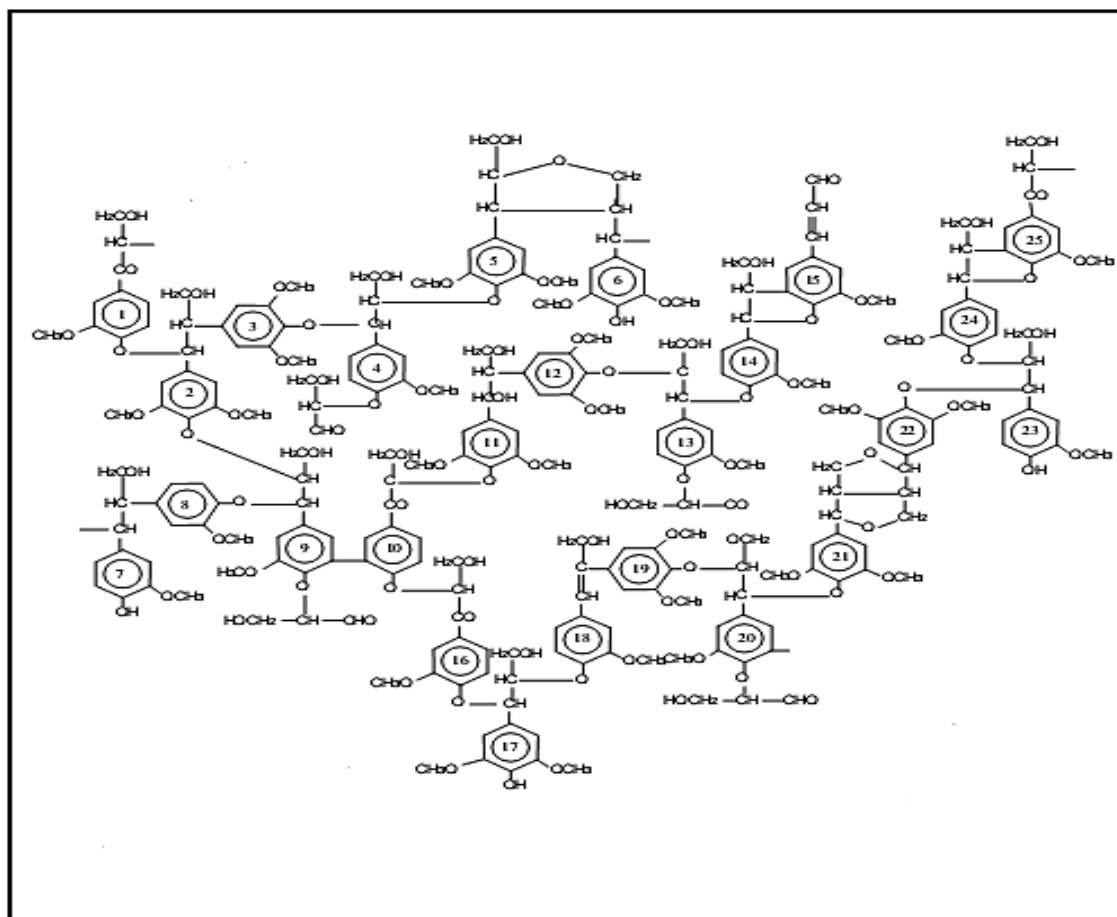 H₂COH
H₂COH
HC
O
HC
CH₂
CHO
CO
H₂COH
CH
HC
CH
H₂COH
25
HC
HC
5
CH
HC
OCH₃
CO
OCH₃
H₂COH
CH₃O
OCH₃
6
H₂COH
15
HC
O
1
H₂COH
3
O
HC
CH
CH₃O
OCH₃
HC
OCH₃
24
CH₃O
HC
OH
HC
O
CH₃O
H₂COH
O
CH
OCH₃
4
OCH₃
H₂COH
12
O
H₂COH
14
O
CH
2
H₂COH
OCH₃
HC
C
OCH₃
O
CH
CH₃O
OCH₃
HC
O
OCH₃
HC
O
CH₃O
OCH₃
23
O
CHO
11
13
22
OCH₃
H₂COH
H₂COH
CH₃O
OCH₃
OCH₃
O
CH
OH
H₂COH
8
O
CH
C
O
O
H₂C
HC
CH
CO
HOCH₂
CO
HC
CH
OCH₃
HC
O
CH₂
CH
9
10
H₂COH
OCH₃
OCH₂
21
7
H₃CO
H₂COH
C
19
O
CH
CH₃O
OCH₃
OCH₃
O
O
CH
CH
OCH₃
HC
O
OH
HOCH₂
CH
CHO
CO
18
20
16
H₂COH
OCH₃
CH₃O
CH₃O
HC
O
O
O
CH
HOCH₂
CH
CHO
17
CH₃O
OCH₃
OH